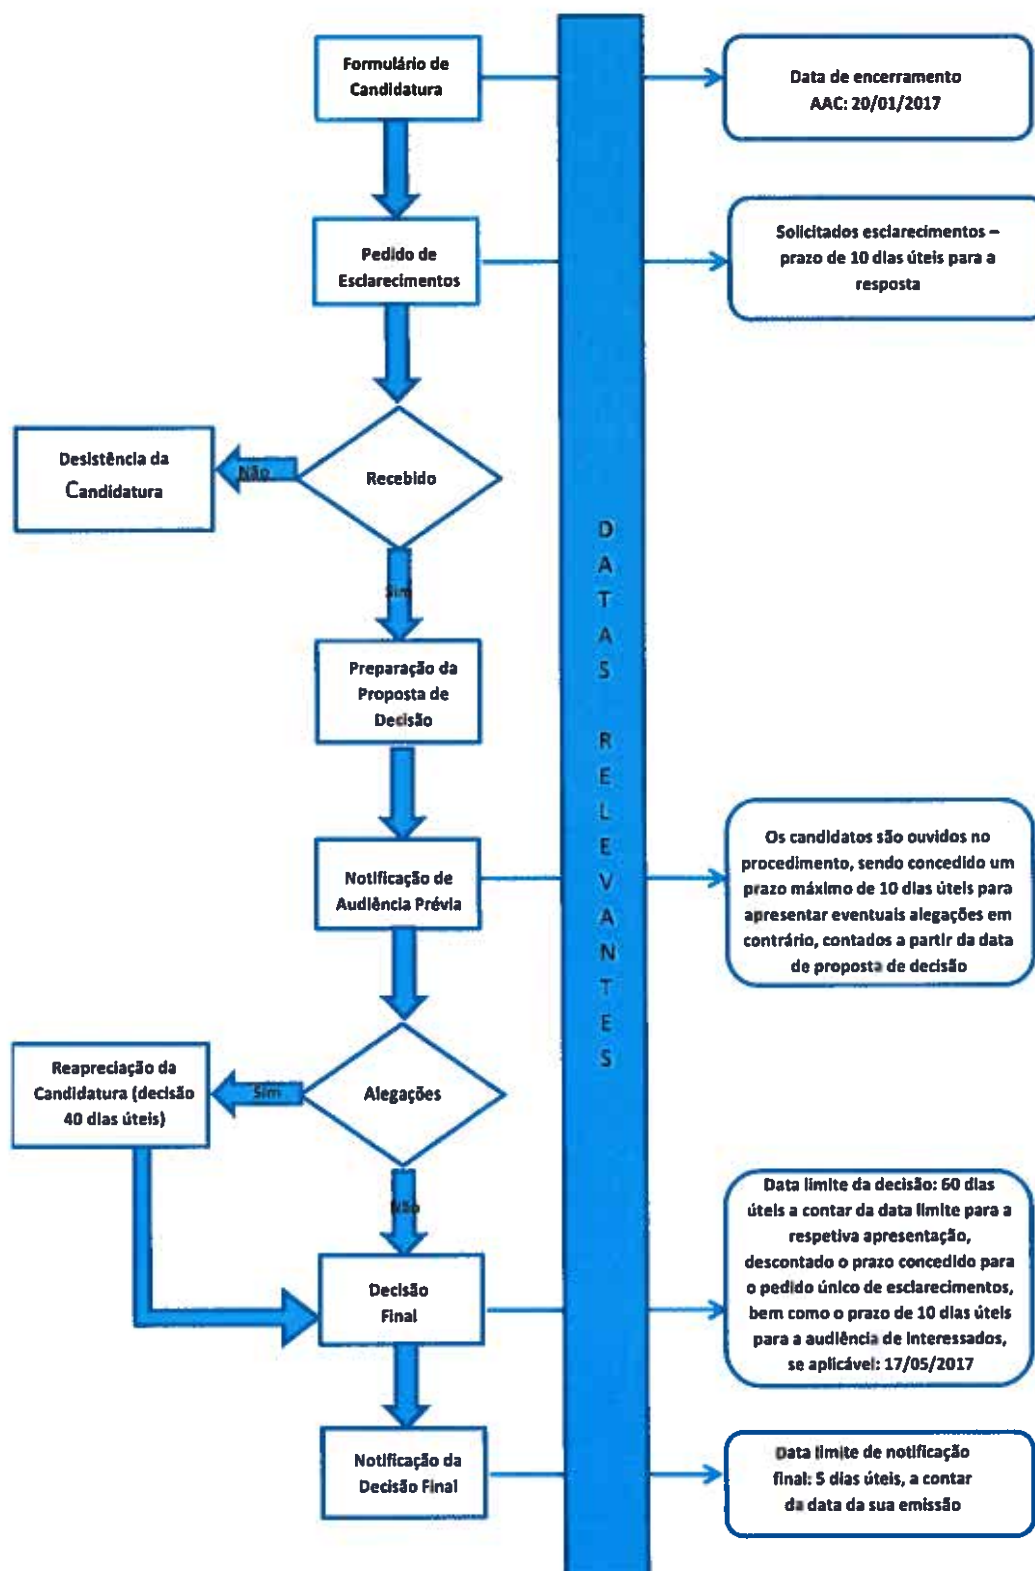 Formulário de
Candidatura
Data de encerramento
AAC: 20/01/2017
Pedido de
Esclarecimentos
Solicitados esclarecimentos –
prazo de 10 dias úteis para a
resposta
Desistência da
Candidatura
Não
Recebido
Sim
Preparação da
Proposta de
Decisão
DATAS RELEVANTES
Notificação de
Audiência Prévia
Os candidatos são ouvidos no
procedimento, sendo concedido um
prazo máximo de 10 dias úteis para
apresentar eventuais alegações em
contrário, contados a partir da data
de proposta de decisão
Reapreciação da
Candidatura (decisão
40 dias úteis)
Sim
Alegações
Não
Decisão
Final
Data limite da decisão: 60 dias
úteis a contar da data limite para a
respetiva apresentação,
descontado o prazo concedido para
o pedido único de esclarecimentos,
bem como o prazo de 10 dias úteis
para a audiência de interessados,
se aplicável: 17/05/2017
Notificação da
Decisão Final
Data limite de notificação
final: 5 dias úteis, a contar
da data da sua emissão